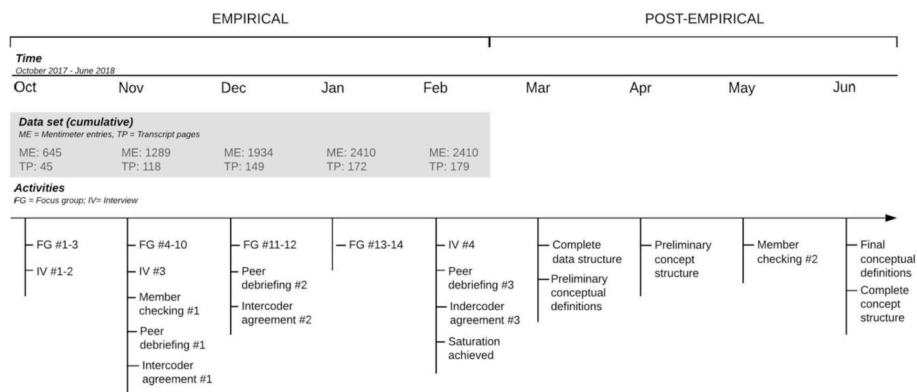 EMPIRICAL
POST-EMPIRICAL
Time
October 2017 - June 2018
Oct
Nov
Dec
Jan
Feb
Mar
Apr
May
Jun
Data set (cumulative)
ME = Mentimeter entries, TP = Transcript pages
ME: 645
TP: 45
ME: 1289
TP: 118
ME: 1934
TP: 149
ME: 2410
TP: 172
ME: 2410
TP: 179
Activities
FG = Focus group; IV= Interview
FG #1-3
IV #1-2
FG #4-10
IV #3
Member
checking #1
Peer
debriefing #1
Intercoder
agreement #1
FG #11-12
Peer
debriefing #2
Intercoder
agreement #2
FG #13-14
IV #4
Peer
debriefing #3
Indercoder
agreement #3
Saturation
achieved
Complete
data structure
Preliminary
conceptual
definitions
Preliminary
concept
structure
Member
checking #2
Final
conceptual
definitions
Complete
concept
structure